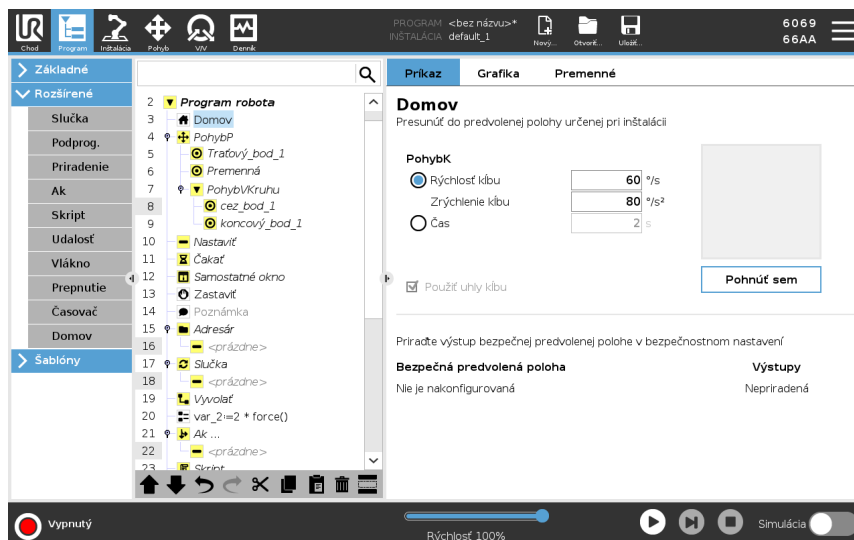 PROGRAM <bez názvu>*
INŠTALÁCIA default_1
Chod Program Inštalácia Pohyb V/V Denník
Nový... Otvoriť... Uložiť...
6069
66AA
Základné
Rozšírené
Slučka
Podprog.
Priradenie
Ak
Skript
Udalosť
Vlákno
Prepnutie
Časovač
Domov
Šablóny
2 Program robota
3 Domov
4 PohybP
5 Traťový_bod_1
6 Premenná
7 PohybVKruhu
8 cez_bod_1
9 koncový_bod_1
10 Nastaviť
11 Čakať
12 Samostatné okno
13 Zastaviť
14 Poznámka
15 Adresár
16 <prázdne>
17 Slučka
18 <prázdne>
19 Vyvolať
20 var_2:=2 * force()
21 Ak ...
22 <prázdne>
23 Skript
Príkaz Grafika Premenné
Domov
Presunúť do predvolenej polohy určenej pri inštalácii
PohybK
Rýchlosť kĺbu 60 °/s
Zrýchlenie kĺbu 80 °/s²
Čas 2 s
Použiť uhly kĺbu
Pohnúť sem
Priraďte výstup bezpečnej predvolenej polohe v bezpečnostnom nastavení
Bezpečná predvolená poloha Výstupy
Nie je nakonfigurovaná Nepriradená
Vypnutý
Rýchlosť 100%
Simulácia